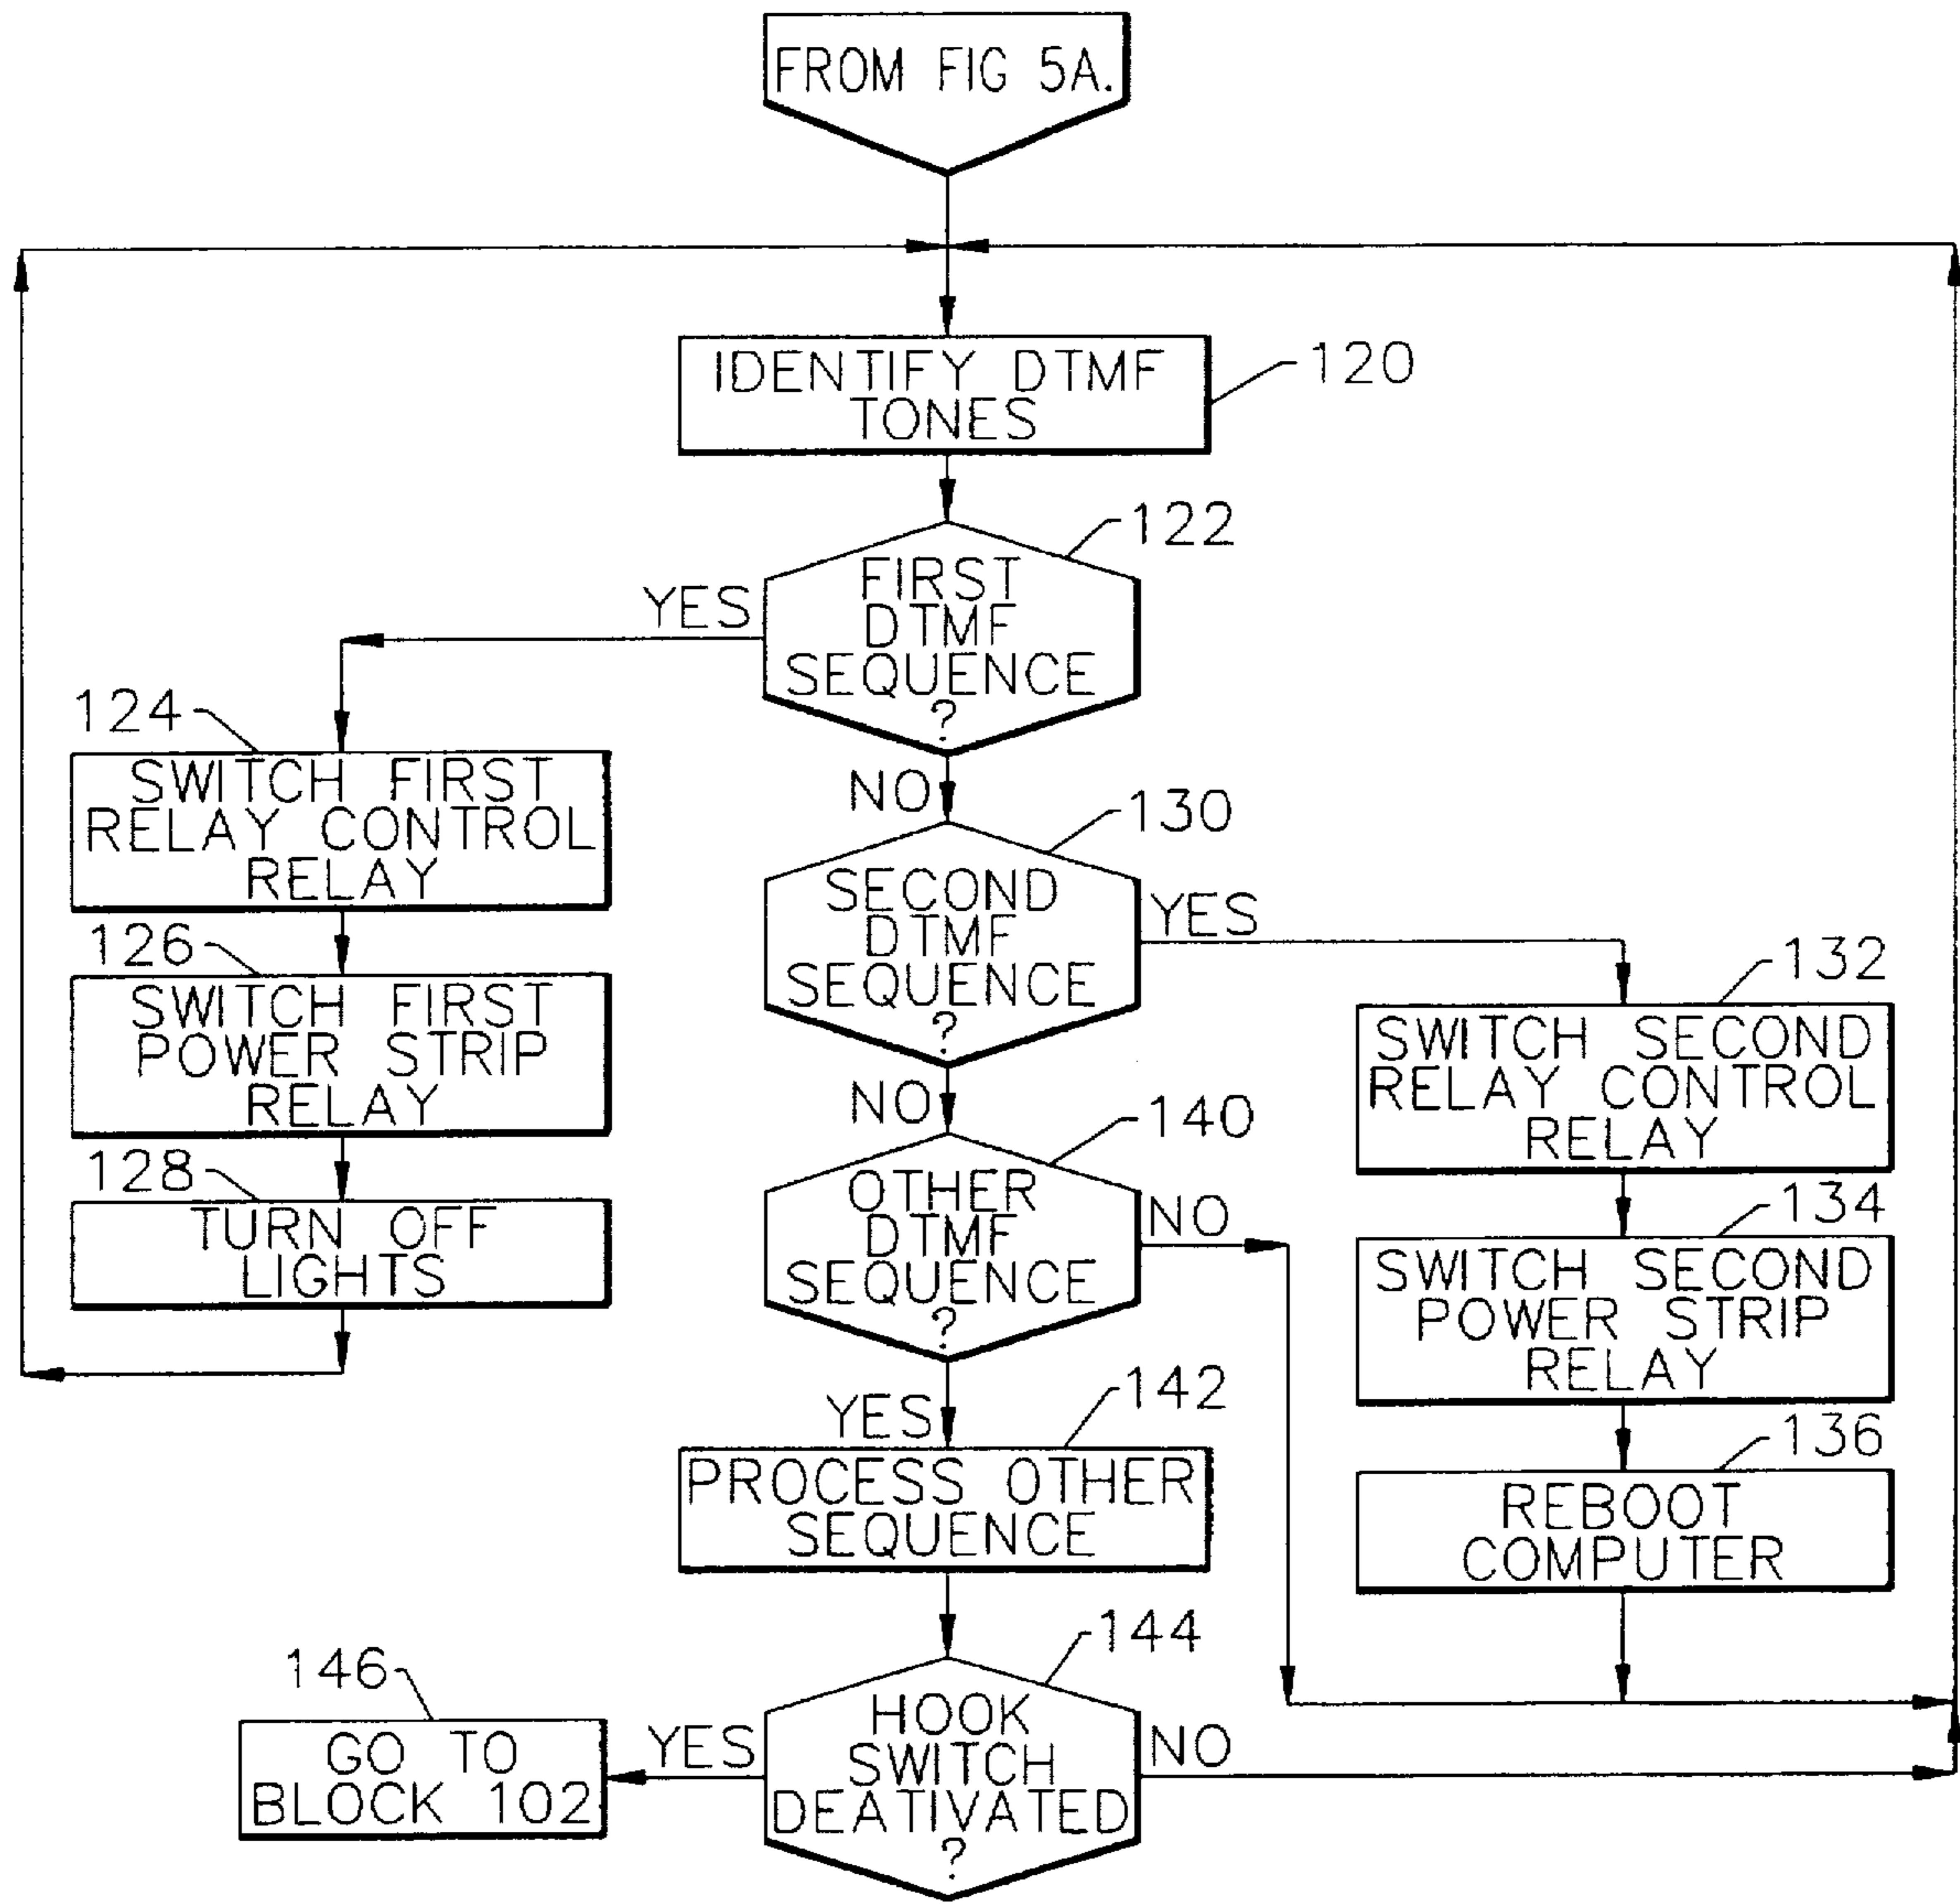 FROM FIG 5A.
IDENTIFY DTMF
TONES
120
122
FIRST
DTMF
SEQUENCE
?
YES
NO
124
SWITCH FIRST
RELAY CONTROL
RELAY
126
SWITCH FIRST
POWER STRIP
RELAY
128
TURN OFF
LIGHTS
130
SECOND
DTMF
SEQUENCE
?
YES
NO
132
SWITCH SECOND
RELAY CONTROL
RELAY
134
SWITCH SECOND
POWER STRIP
RELAY
136
REBOOT
COMPUTER
140
OTHER
DTMF
SEQUENCE
?
NO
YES
142
PROCESS OTHER
SEQUENCE
144
HOOK
SWITCH
DEATIVATED
?
YES
NO
146
GO TO
BLOCK 102